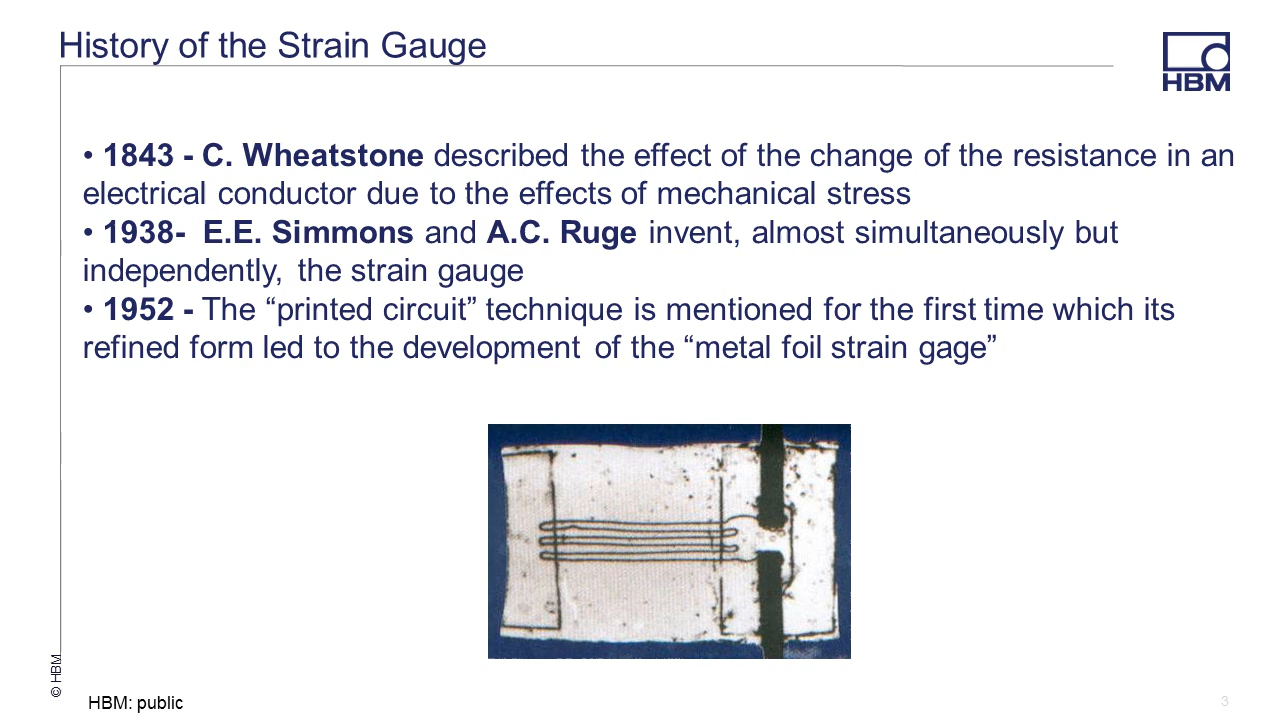 History of the Strain Gauge
HBM
• 1843 - C. Wheatstone described the effect of the change of the resistance in an
electrical conductor due to the effects of mechanical stress
• 1938-  E.E. Simmons and A.C. Ruge invent, almost simultaneously but
independently, the strain gauge
• 1952 - The “printed circuit” technique is mentioned for the first time which its
refined form led to the development of the “metal foil strain gage”
© HBM
HBM: public
3